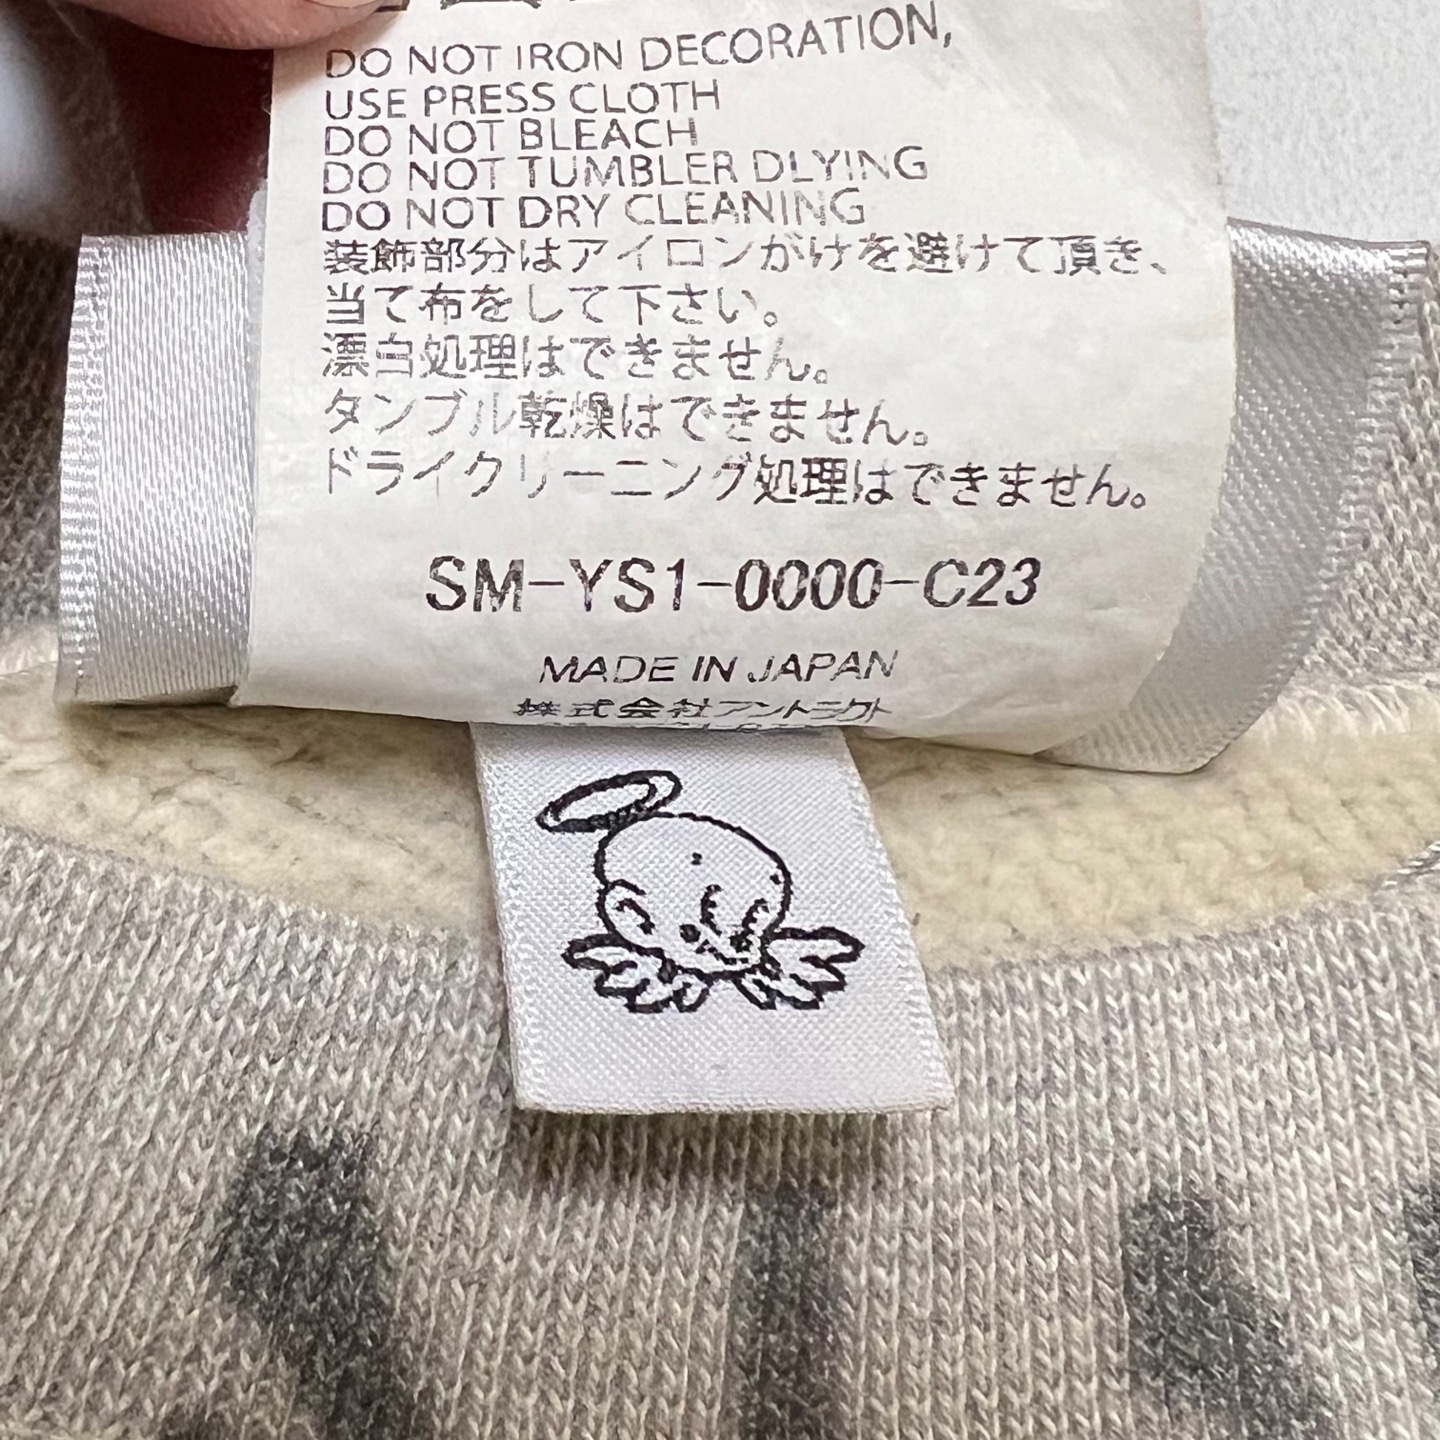 DO NOT IRON DECORATION,
USE PRESS CLOTH
DO NOT BLEACH
DO NOT TUMBLER DLYING
DO NOT DRY CLEANING
装飾部分はアイロンがけを避けて頂き、
当て布をして下さい。
漂白処理はできません。
タンブル乾燥はできません。
ドライクリーニング処理はできません。
SM-YS1-0000-C23
MADE IN JAPAN
株式会社アントラクト